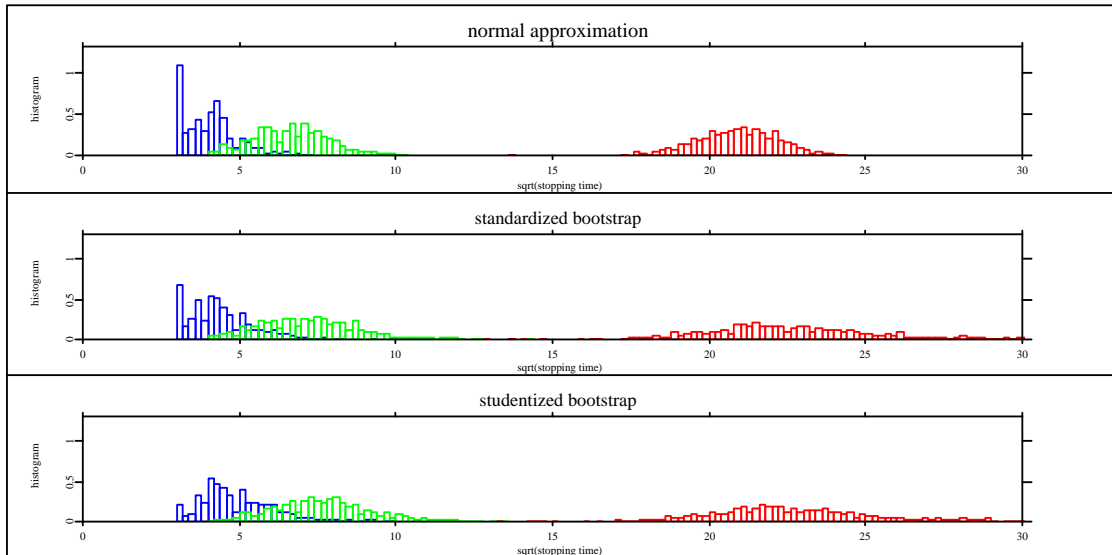 normal approximation
histogram
0 0.5 1
0 5 10 15 20 25 30
sqrt(stopping time)
standardized bootstrap
histogram
0 0.5 1
0 5 10 15 20 25 30
sqrt(stopping time)
studentized bootstrap
histogram
0 0.5 1
0 5 10 15 20 25 30
sqrt(stopping time)